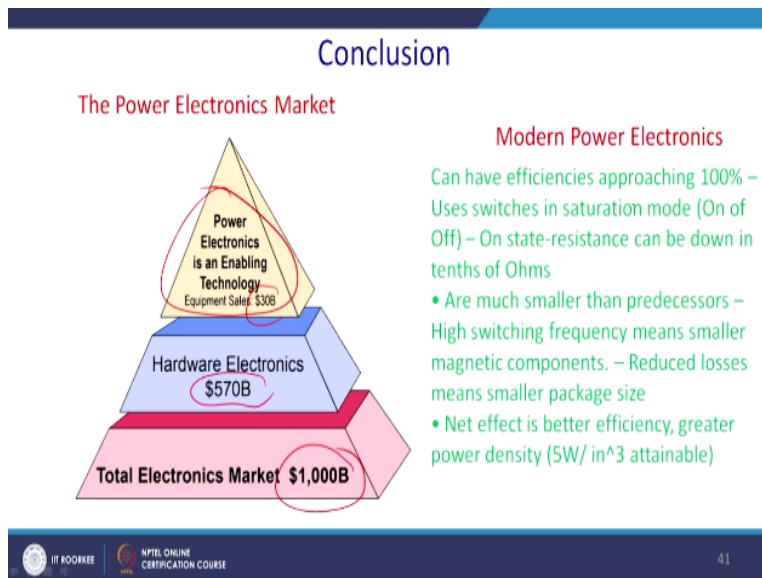 Conclusion
The Power Electronics Market
Power
Electronics
is an Enabling
Technology
Equipment Sales: $30B
Hardware Electronics
$570B
Total Electronics Market $1,000B
Modern Power Electronics
Can have efficiencies approaching 100% –
Uses switches in saturation mode (On of
Off) – On state-resistance can be down in
tenths of Ohms
• Are much smaller than predecessors –
High switching frequency means smaller
magnetic components. – Reduced losses
means smaller package size
• Net effect is better efficiency, greater
power density (5W/ in^3 attainable)
IIT ROORKEE
NPTEL ONLINE
CERTIFICATION COURSE
41